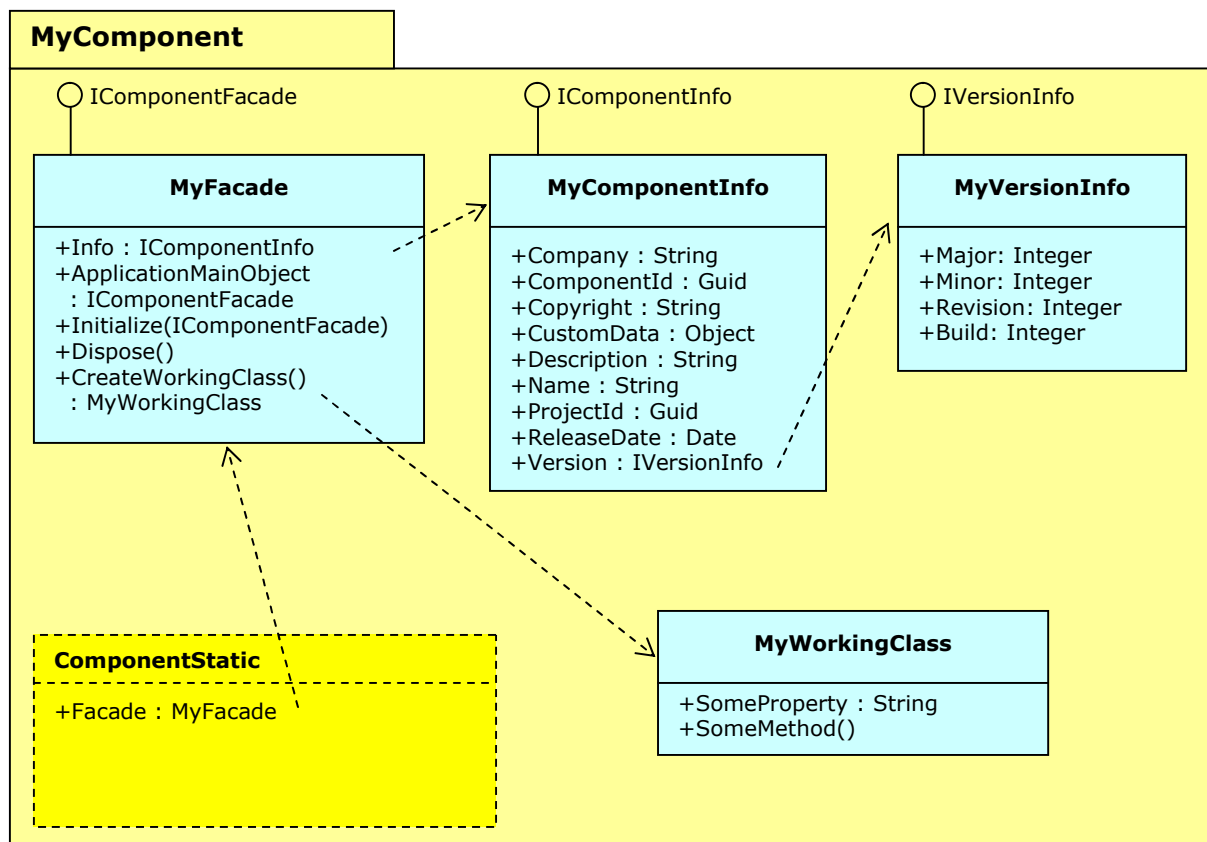 MyComponent
IComponentFacade
IComponentInfo
IVersionInfo
MyFacade
+Info : IComponentInfo
+ApplicationMainObject
: IComponentFacade
+Initialize(IComponentFacade)
+Dispose()
+CreateWorkingClass()
: MyWorkingClass
MyComponentInfo
+Company : String
+ComponentId : Guid
+Copyright : String
+CustomData : Object
+Description : String
+Name : String
+ProjectId : Guid
+ReleaseDate : Date
+Version : IVersionInfo
MyVersionInfo
+Major: Integer
+Minor: Integer
+Revision: Integer
+Build: Integer
ComponentStatic
+Facade : MyFacade
MyWorkingClass
+SomeProperty : String
+SomeMethod()